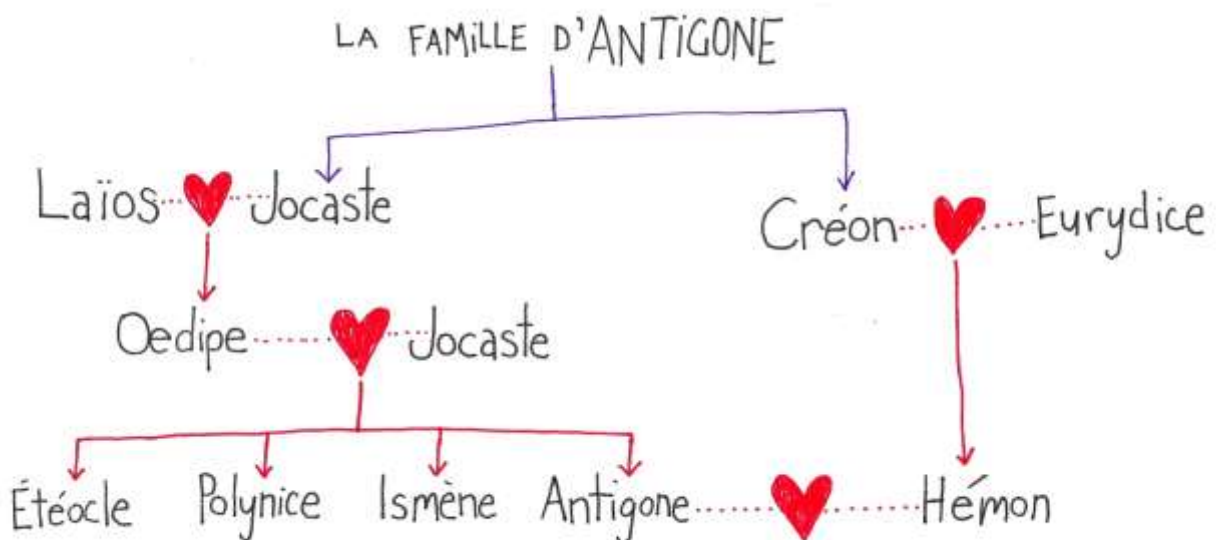 LA FAMiLLE D'ANTiGONE
Laïos Jocaste
Créon Eurydice
Oedipe Jocaste
Étéocle Polynice Ismène Antigone Hémon